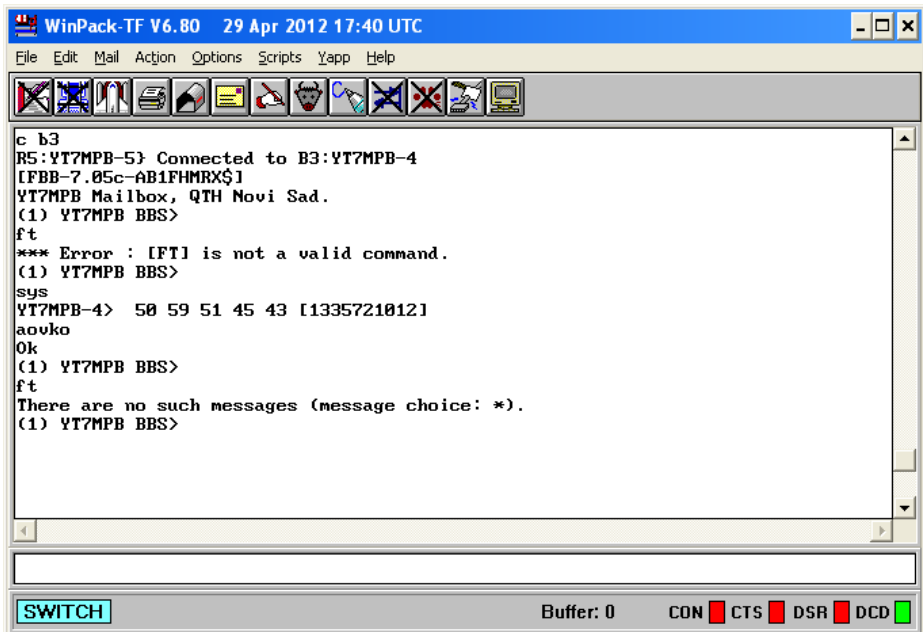 WinPack-TF V6.80 29 Apr 2012 17:40 UTC
File Edit Mail Action Options Scripts Yapp Help
c b3
R5:YT7MPB-5} Connected to B3:YT7MPB-4
[FBB-7.05c-AB1FHMRX$]
YT7MPB Mailbox, QTH Novi Sad.
(1) YT7MPB BBS>
ft
*** Error : [FT] is not a valid command.
(1) YT7MPB BBS>
sys
YT7MPB-4> 50 59 51 45 43 [1335721012]
aovko
Ok
(1) YT7MPB BBS>
ft
There are no such messages (message choice: *).
(1) YT7MPB BBS>
SWITCH Buffer: 0 CON CTS DSR DCD